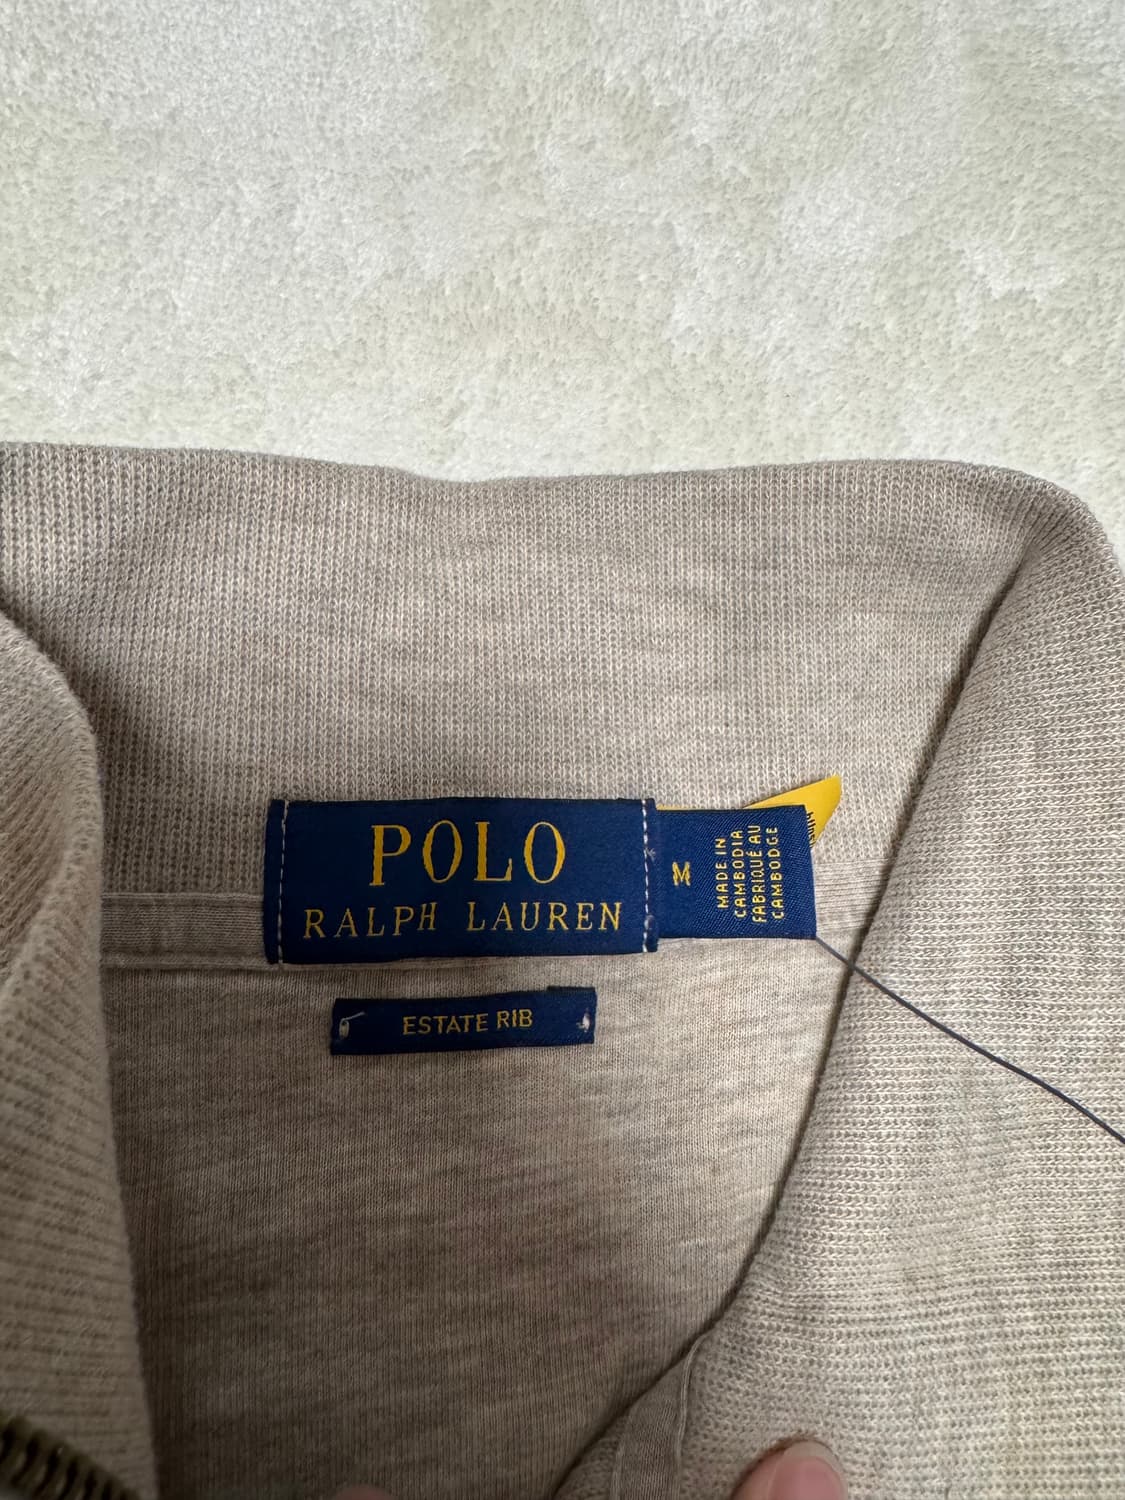 POLO
RALPH LAUREN
M
MADE IN
CAMBODIA
FABRIQUÉ AU
CAMBODGE
ESTATE RIB